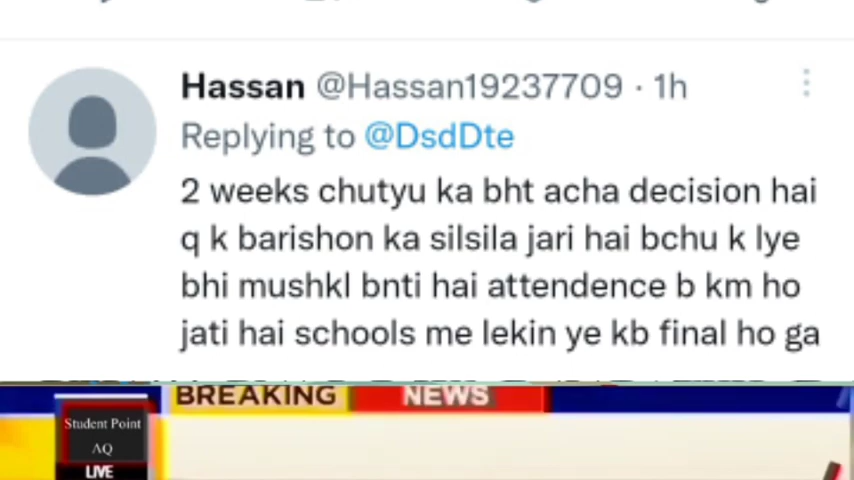 Hassan @Hassan19237709 · 1h
Replying to @DsdDte
2 weeks chutyu ka bht acha decision hai
q k barishon ka silsila jari hai bchu k lye
bhi mushkl bnti hai attendence b km ho
jati hai schools me lekin ye kb final ho ga
BREAKING NEWS
Student Point
ΛQ
LIVE